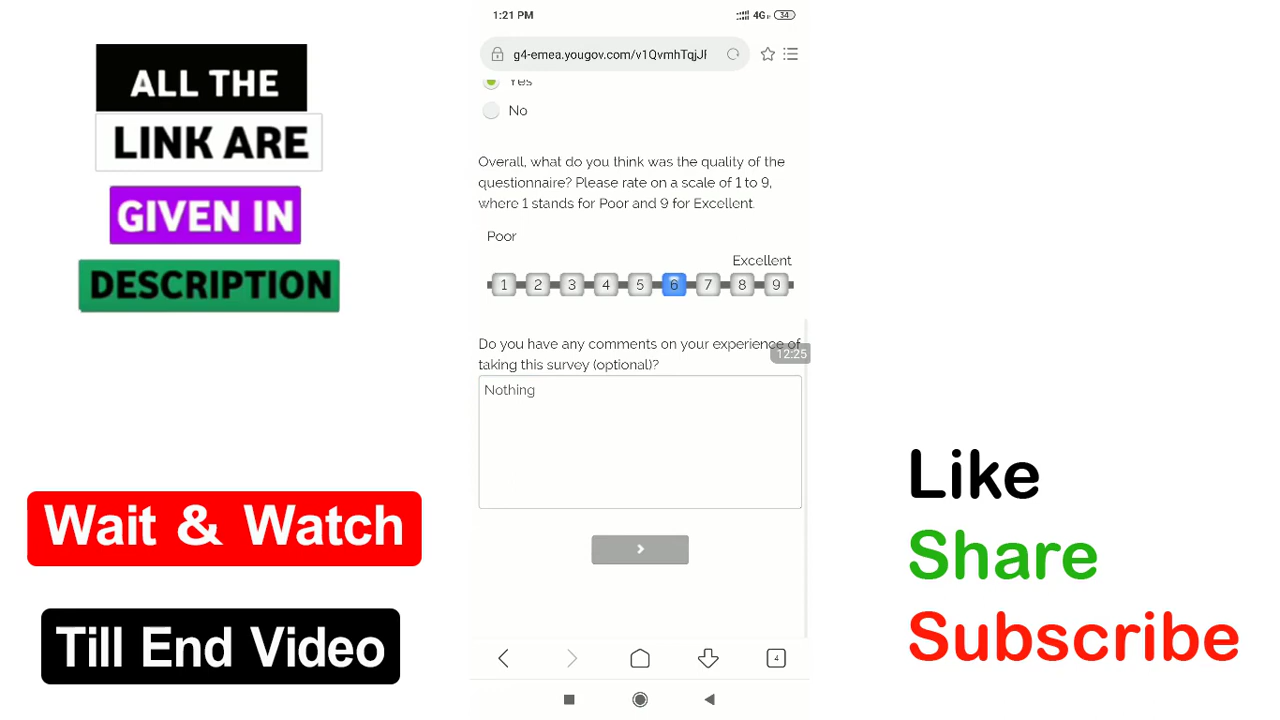 ALL THE
LINK ARE
GIVEN IN
DESCRIPTION
Wait & Watch
Till End Video
1:21 PM
4G
34
g4-emea.yougov.com/v1QvmhTqjJF
Yes
No
Overall, what do you think was the quality of the
questionnaire? Please rate on a scale of 1 to 9,
where 1 stands for Poor and 9 for Excellent.
Poor
Excellent
1 2 3 4 5 6 7 8 9
Do you have any comments on your experience of
12:25
taking this survey (optional)?
Nothing
4
Like
Share
Subscribe